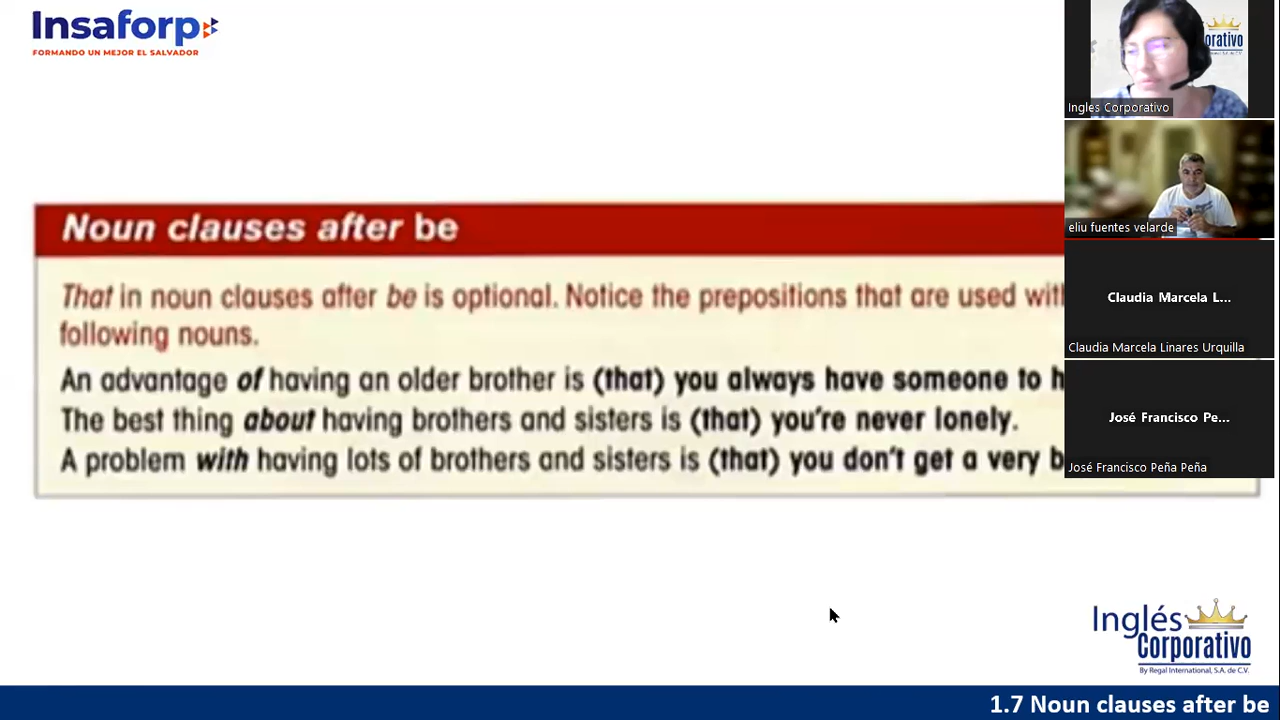 Insaforp
FORMANDO UN MEJOR EL SALVADOR
Noun clauses after be
That in noun clauses after be is optional. Notice the prepositions that are used
following nouns.
An advantage of having an older brother is (that) you always have someone to
The best thing about having brothers and sisters is (that) you're never lonely.
A problem with having lots of brothers and sisters is (that) you don't get a very
Ingles Corporativo
eliu fuentes velarde
Claudia Marcela L...
Claudia Marcela Linares Urquilla
José Francisco Pe...
José Francisco Peña Peña
Inglés
Corporativo
By Regal International, S.A. de C.V.
1.7 Noun clauses after be